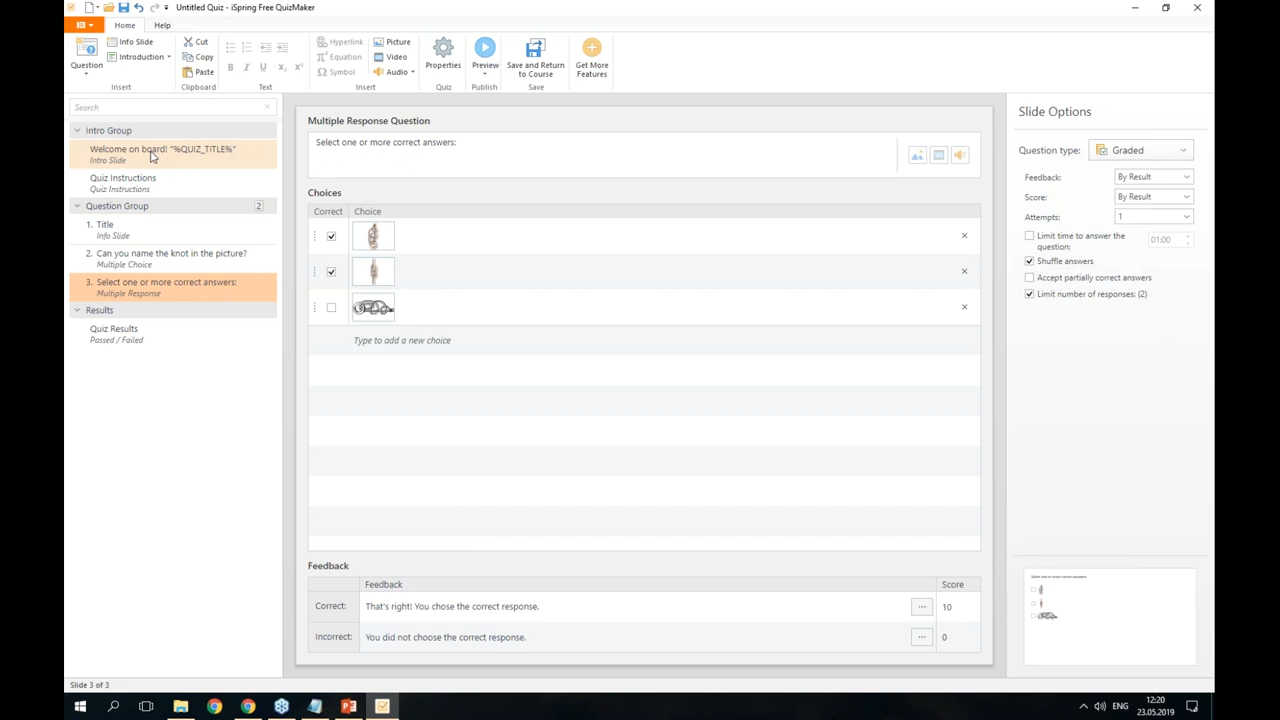 Untitled Quiz - iSpring Free QuizMaker
Home
Help
Question
Info Slide
Introduction
Insert
Cut
Copy
Paste
Clipboard
B I U X₂ X²
Text
Hyperlink
Equation
Symbol
Picture
Video
Audio
Insert
Properties
Quiz
Preview
Publish
Save and Return
to Course
Save
Get More
Features
Search
Intro Group
Welcome on board! "%QUIZ_TITLE%"
Intro Slide
Quiz Instructions
Quiz Instructions
Question Group 2
1. Title
Info Slide
2. Can you name the knot in the picture?
Multiple Choice
3. Select one or more correct answers:
Multiple Response
Results
Quiz Results
Passed / Failed
Multiple Response Question
Select one or more correct answers:
Choices
Correct Choice
Type to add a new choice
Feedback
Feedback Score
Correct: That's right! You chose the correct response. ... 10
Incorrect: You did not choose the correct response. ... 0
Slide Options
Question type: Graded
Feedback: By Result
Score: By Result
Attempts: 1
Limit time to answer the
question: 01:00
Shuffle answers
Accept partially correct answers
Limit number of responses: (2)
Select one or more correct answers:
Slide 3 of 3
ENG
12:20
23.05.2019